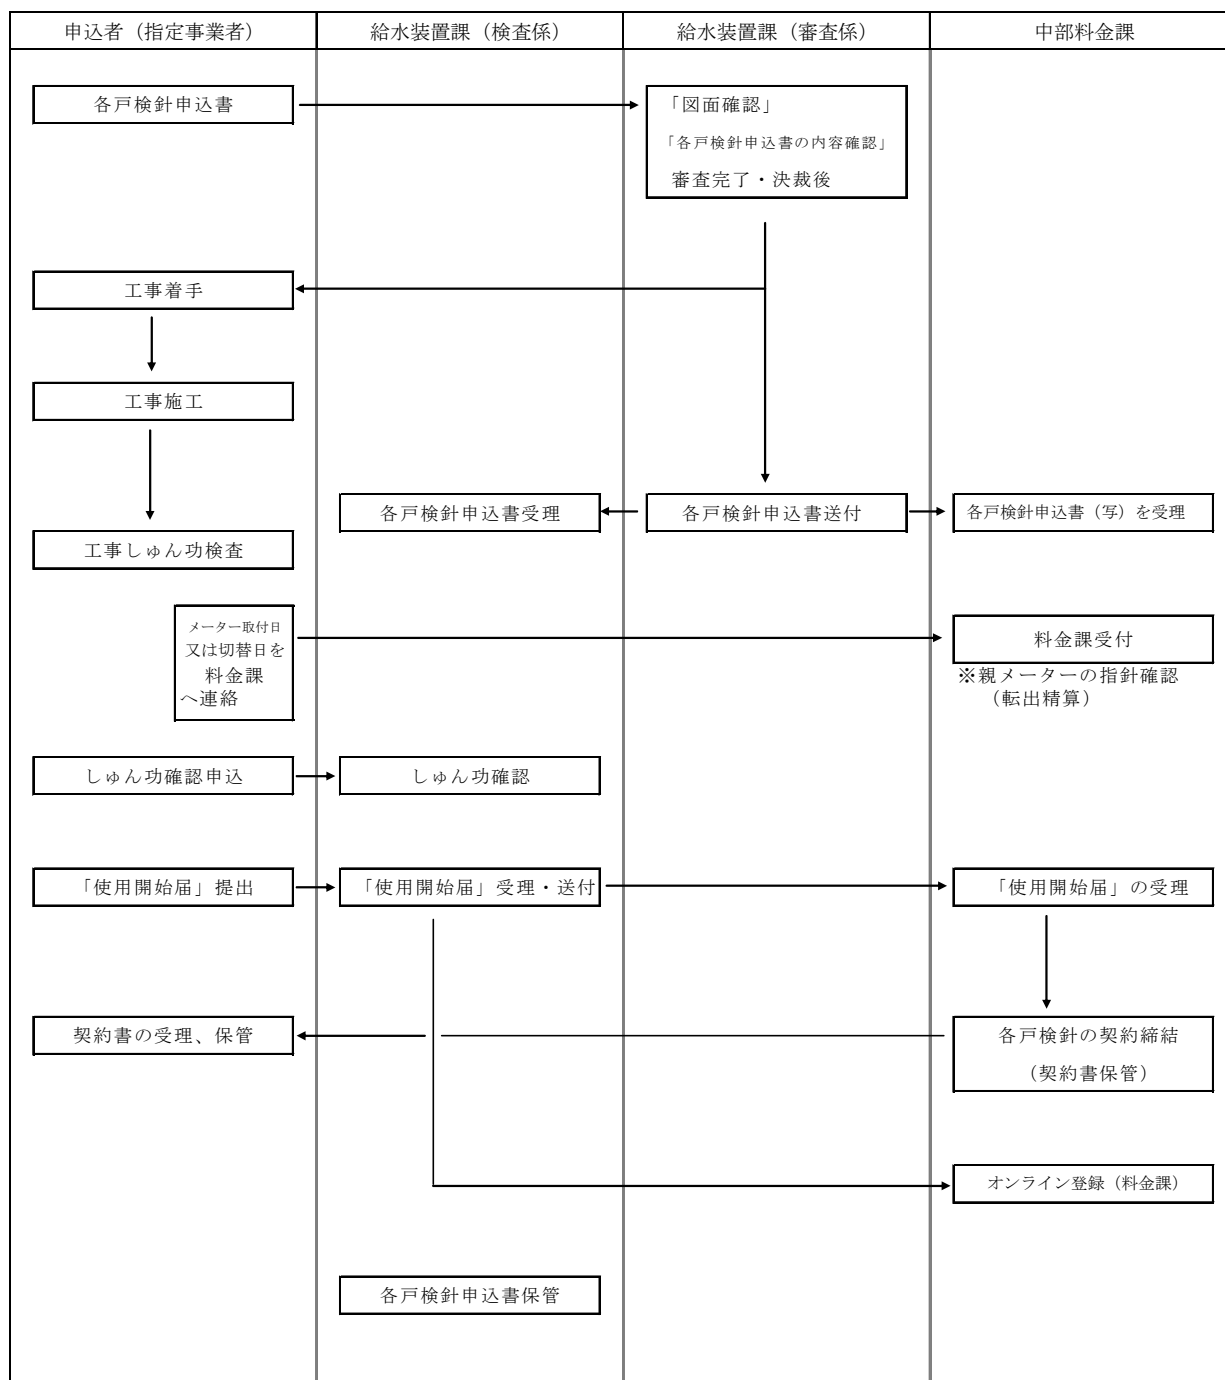 申込者（指定事業者）
給水装置課（検査係）
給水装置課（審査係）
中部料金課
各戸検針申込書
「図面確認」
「各戸検針申込書の内容確認」
審査完了・決裁後
工事着手
工事施工
各戸検針申込書受理
各戸検針申込書送付
各戸検針申込書（写）を受理
工事しゅん功検査
メーター取付日
又は切替日を
料金課
へ連絡
料金課受付
※親メーターの指針確認
（転出精算）
しゅん功確認申込
しゅん功確認
「使用開始届」提出
「使用開始届」受理・送付
「使用開始届」の受理
契約書の受理、保管
各戸検針の契約締結
（契約書保管）
オンライン登録（料金課）
各戸検針申込書保管